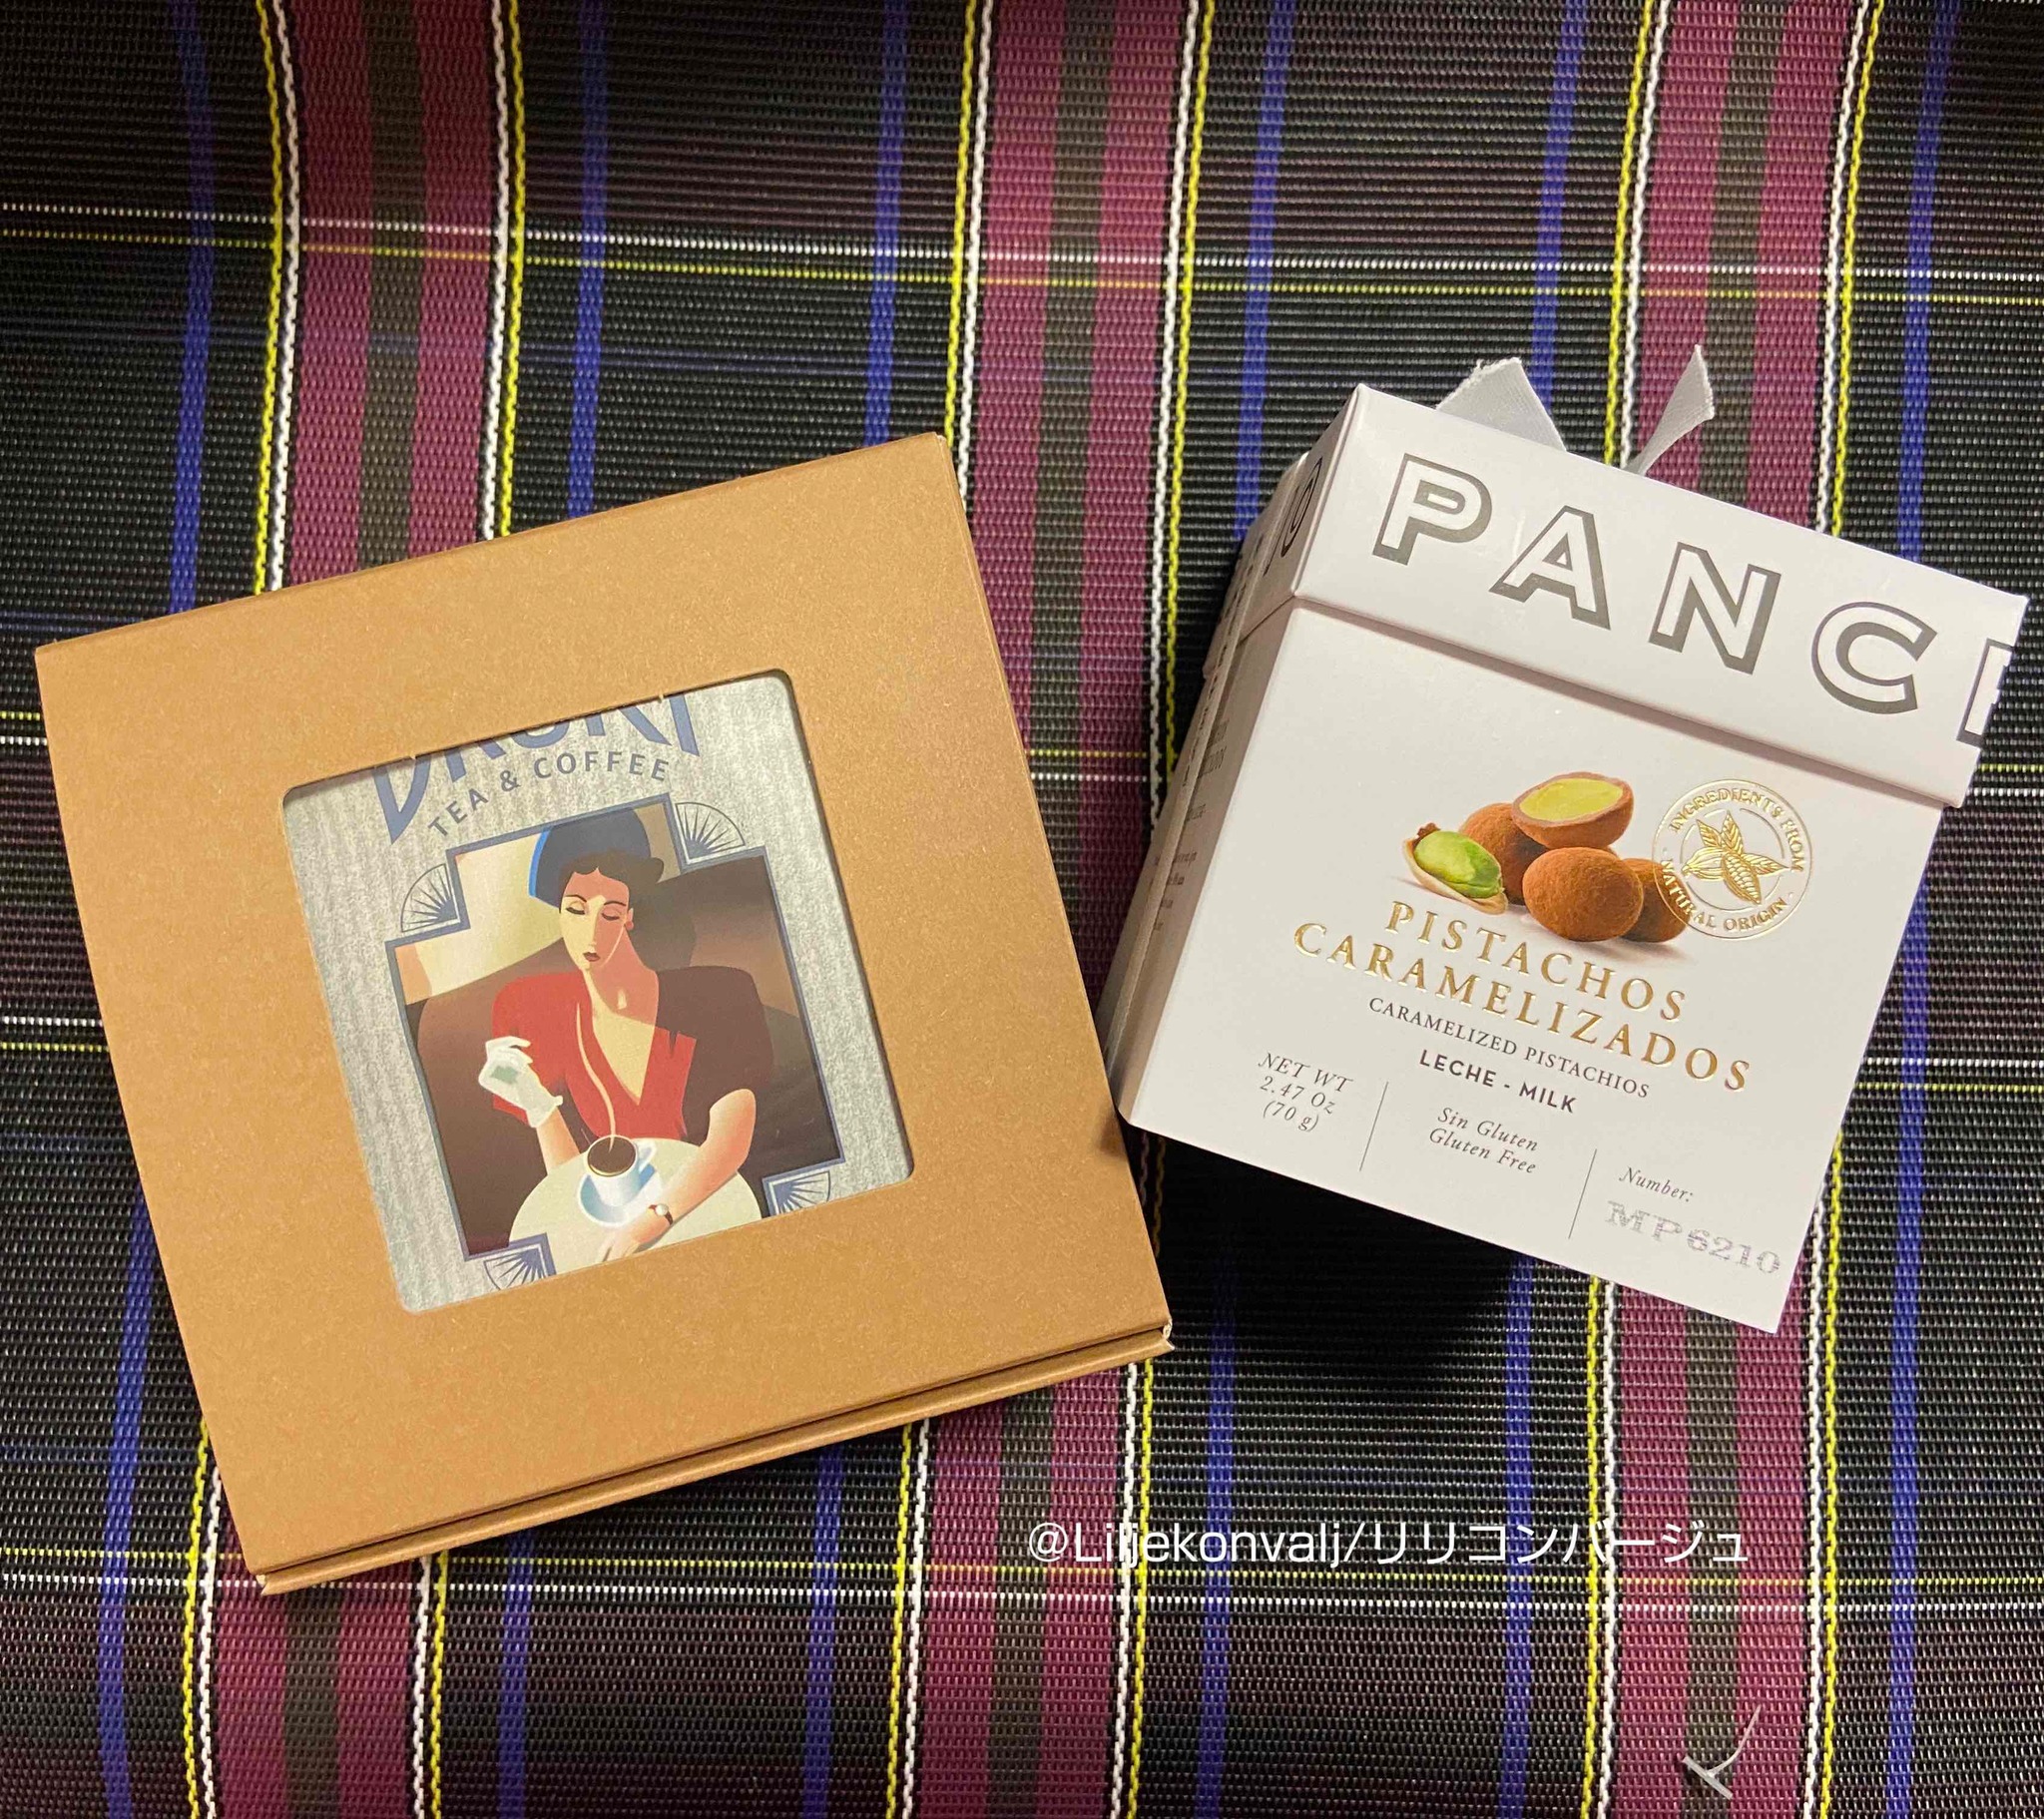 TEA & COFFEE
PANC
INGREDIENTS FROM
NATURAL ORIGIN
PISTACHOS
CARAMELIZADOS
CARAMELIZED PISTACHIOS
LECHE - MILK
NET WT
2.47 Oz
(70 g)
Sin Gluten
Gluten Free
Number:
MP6210
@Liljekonvalj/リリコンバージュ